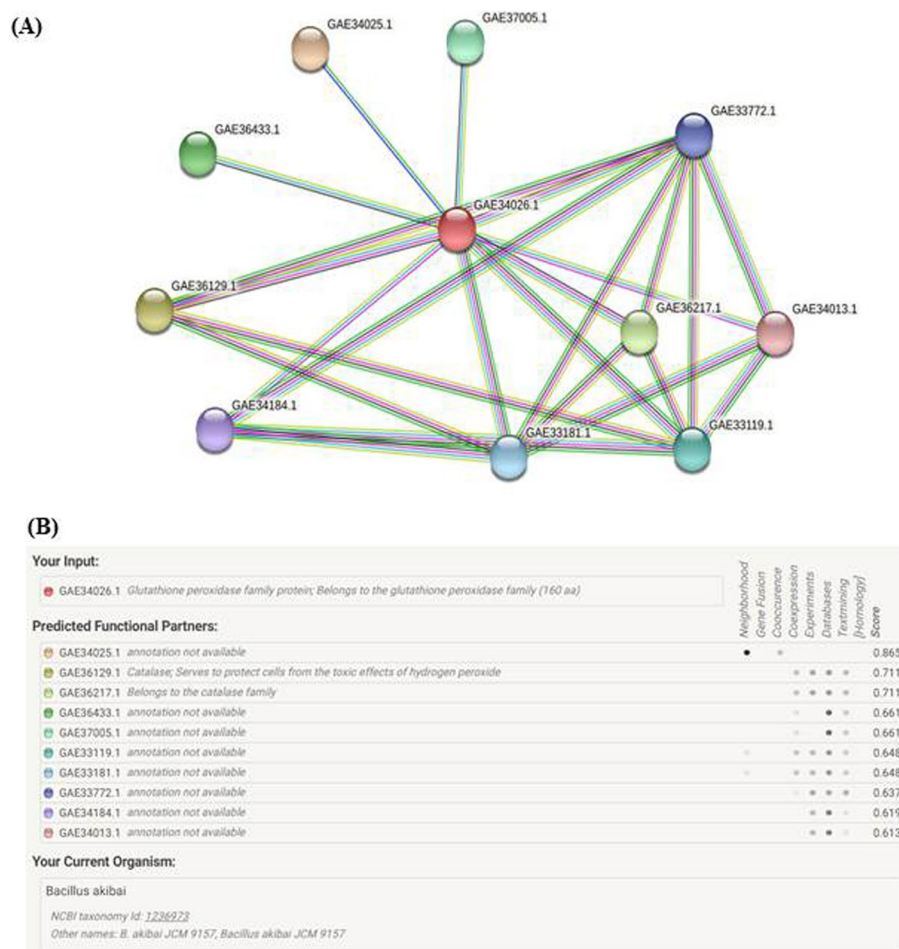 (A)
GAE34025.1
GAE37005.1
GAE33772.1
GAE36433.1
GAE34026.1
GAE36129.1
GAE36217.1
GAE34013.1
GAE34184.1
GAE33181.1
GAE33119.1
(B)
Your Input:
Neighborhood
Gene Fusion
Cooccurence
Coexpression
Experiments
Databases
Textmining
[Homology]
Score
GAE34026.1 Glutathione peroxidase family protein; Belongs to the glutathione peroxidase family (160 aa)
Predicted Functional Partners:
GAE34025.1 annotation not available 0.865
GAE36129.1 Catalase; Serves to protect cells from the toxic effects of hydrogen peroxide 0.711
GAE36217.1 Belongs to the catalase family 0.711
GAE36433.1 annotation not available 0.661
GAE37005.1 annotation not available 0.661
GAE33119.1 annotation not available 0.648
GAE33181.1 annotation not available 0.648
GAE33772.1 annotation not available 0.637
GAE34184.1 annotation not available 0.619
GAE34013.1 annotation not available 0.613
Your Current Organism:
Bacillus akibai
NCBI taxonomy Id: 1236973
Other names: B. akibai JCM 9157, Bacillus akibai JCM 9157